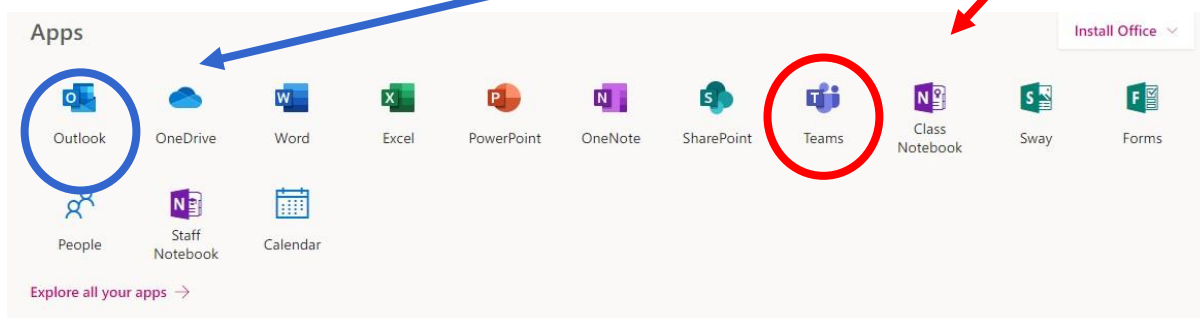 Apps
Install Office
Outlook OneDrive Word Excel PowerPoint OneNote SharePoint Teams Class Notebook Sway Forms
People Staff Notebook Calendar
Explore all your apps →